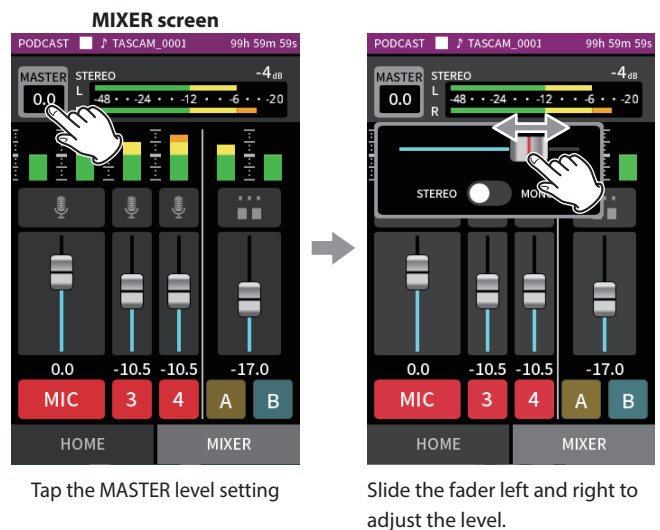 MIXER screen
PODCAST ♪ TASCAM_0001 99h 59m 59s
MASTER STEREO -4dB
0.0 L -48 · · -24 · · -12 · · -6 · · -20
0.0 -10.5 -10.5 -17.0
MIC 3 4 A B
HOME MIXER
Tap the MASTER level setting
PODCAST ♪ TASCAM_0001 99h 59m 59s
MASTER STEREO -4dB
0.0 L -48 · · -24 · · -12 · · -6 · · -20
R
STEREO
0.0 -10.5 -10.5 -17.0
MIC 3 4 A B
HOME MIXER
Slide the fader left and right to
adjust the level.